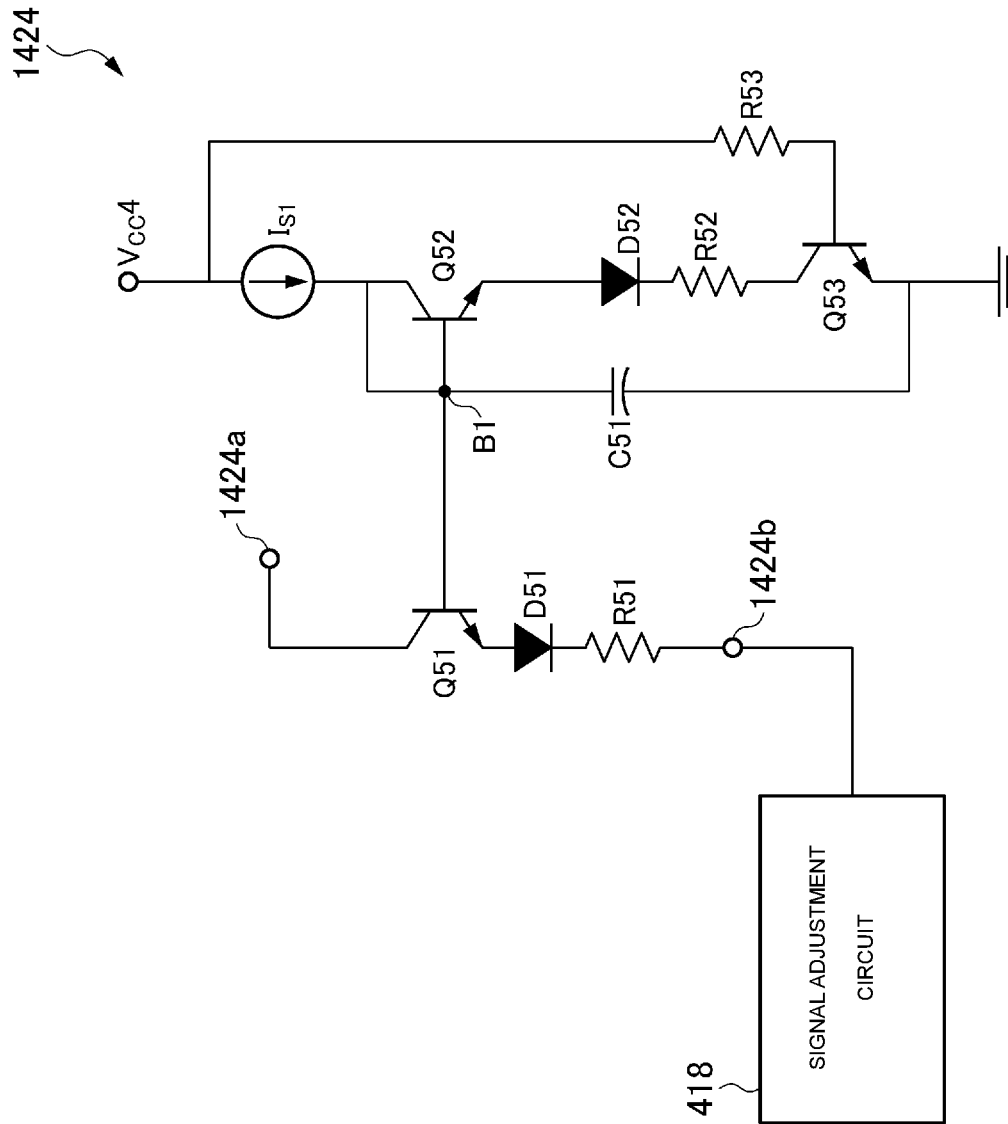 1424
VCC4
IS1
R53
Q52
D52
R52
Q53
B1
C51
1424a
Q51
D51
R51
1424b
418
SIGNAL ADJUSTMENT
CIRCUIT